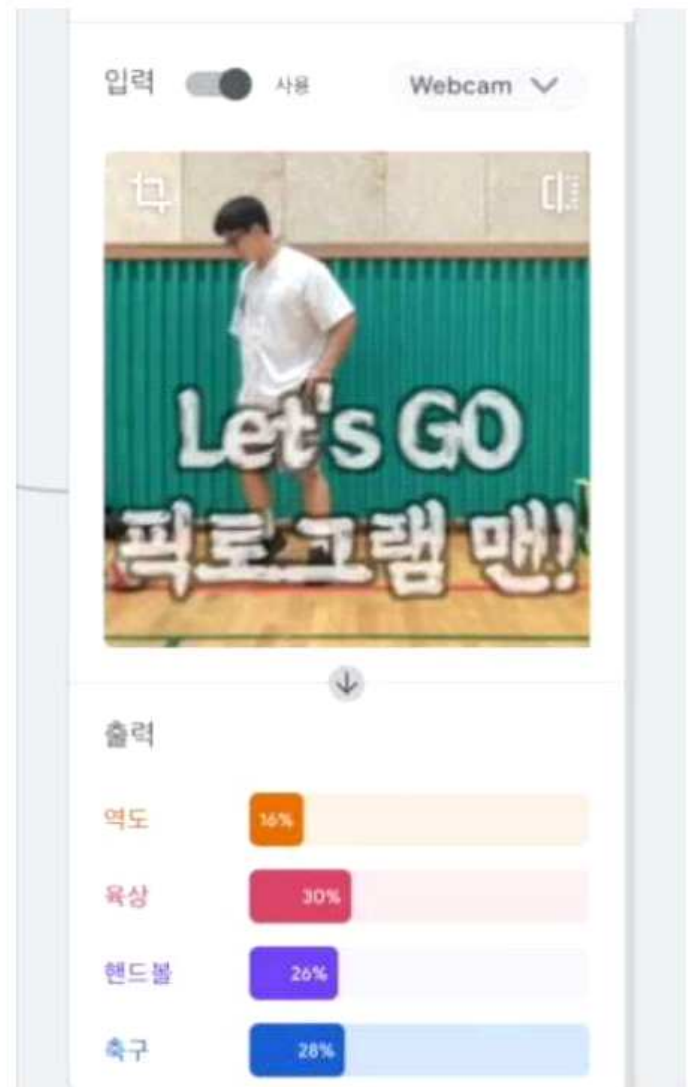 입력 사용 Webcam
Let's GO
픽토그램 맨!
출력
역도 16%
육상 30%
핸드볼 26%
축구 28%